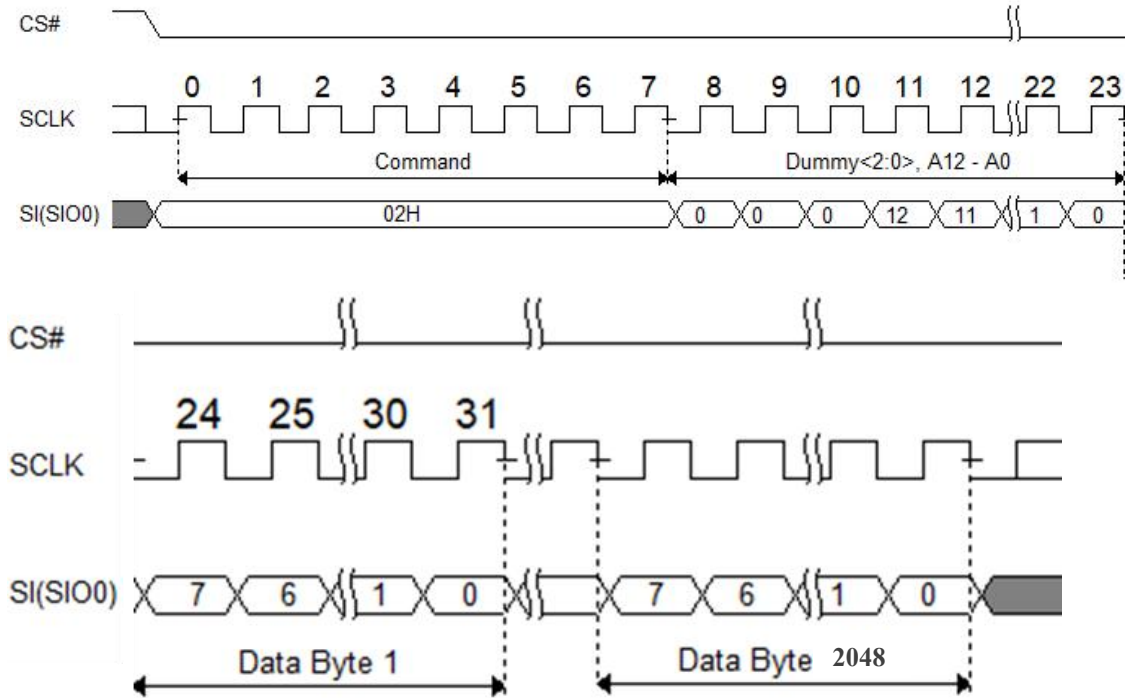 CS#
0 1 2 3 4 5 6 7 8 9 10 11 12 22 23
SCLK
Command Dummy<2:0>, A12 - A0
SI(SIO0) 02H 0 0 0 12 11 1 0
CS#
24 25 30 31
SCLK
SI(SIO0) 7 6 1 0 7 6 1 0
Data Byte 1 Data Byte 2048